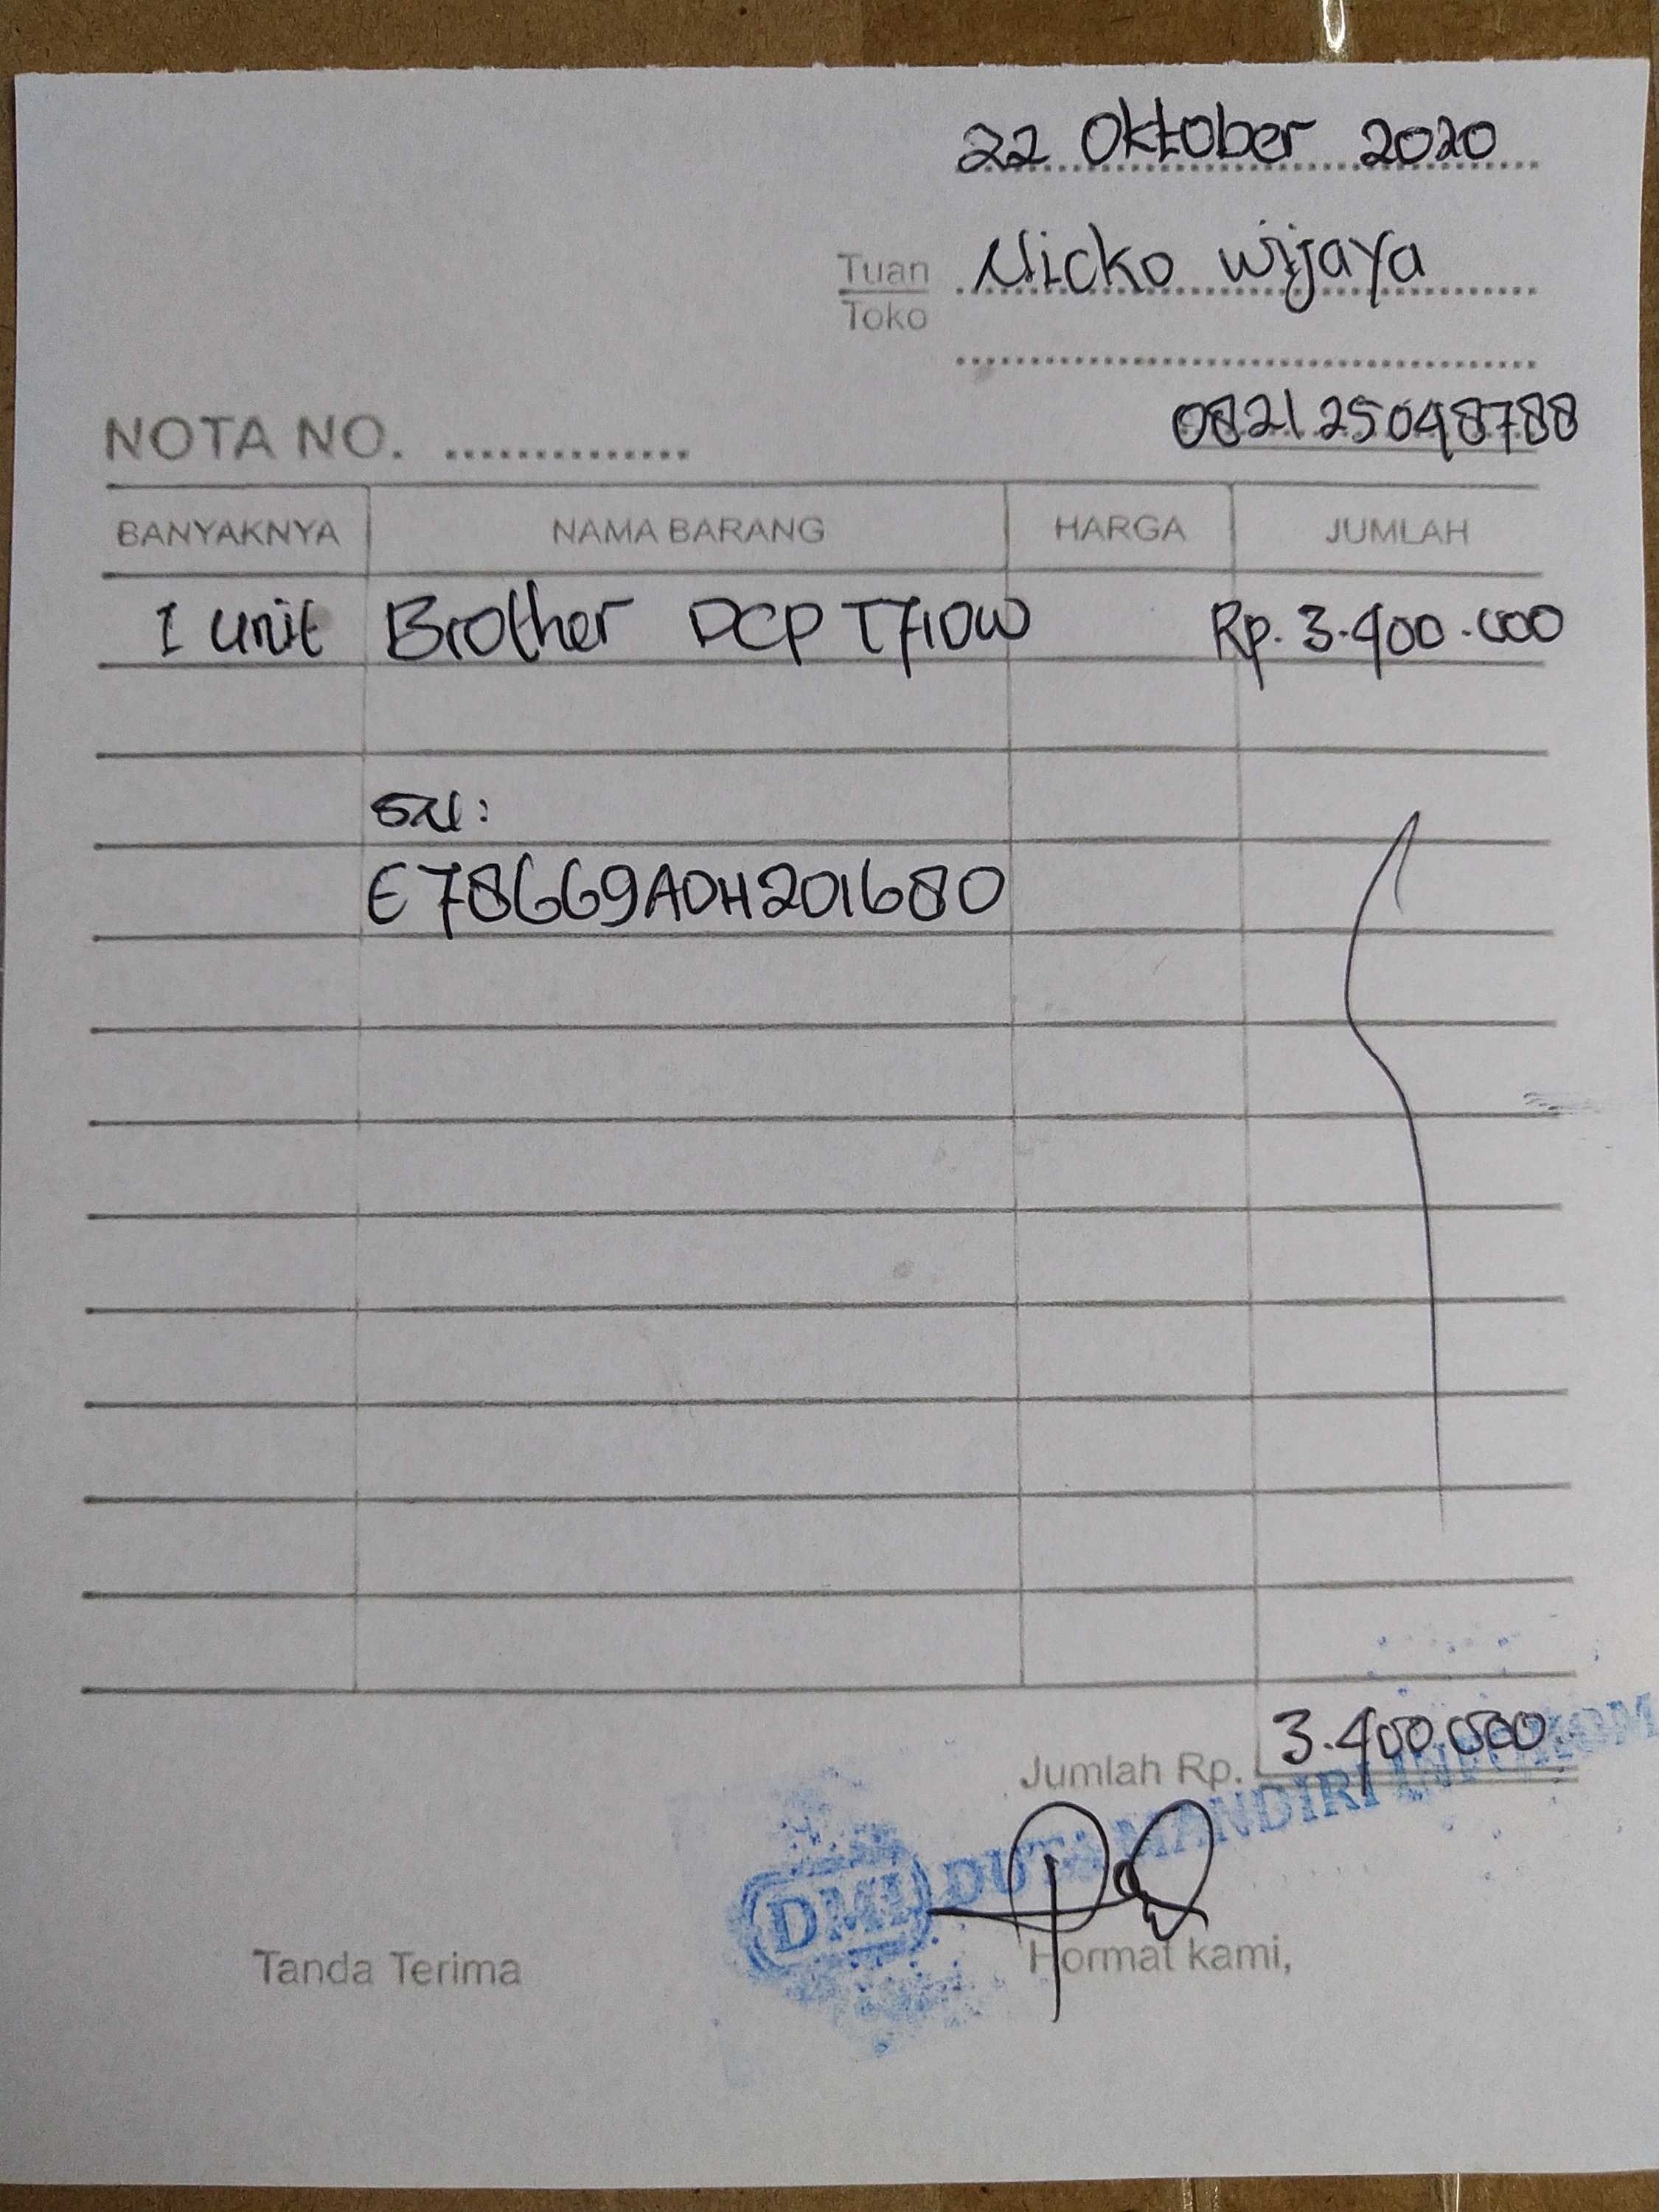 22 Oktober 2020
Tuan Nicko wijaya
Toko
NOTA NO. .............. 082125048788
BANYAKNYA NAMA BARANG HARGA JUMLAH
1 unit Brother DCP T710W Rp. 3.400.000
SN:
E78669A0H201680
Jumlah Rp. 3.400.000
DMI DUTA MANDIRI INFOKOM
Tanda Terima Hormat kami,